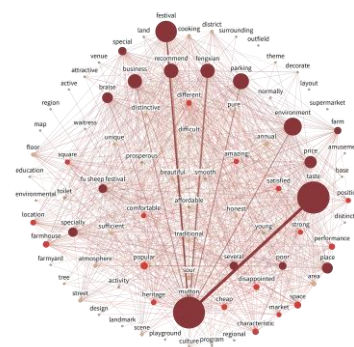 festival
land
cooking
district
surrounding
special
outfield
venue
recommend
fengxian
theme
attractive
business
parking
decorate
active
braise
normally
layout
region
distinctive
different
pure
supermarket
map
waitress
environment
farm
unique
difficult
annual
floor
square
prosperous
amazing
price
education
beautiful
smooth
taste
base
environmental
toilet
fu sheep festival
satisfied
affordable
location
comfortable
honest
specially
sufficient
young
strong
farmhouse
traditional
performance
farmyard
atmosphere
popular
several
poor
place
sour
tree
activity
disappointed
area
street
heritage
mutton
cheap
space
design
market
landmark
scene
characteristic
playground
regional
culture
program